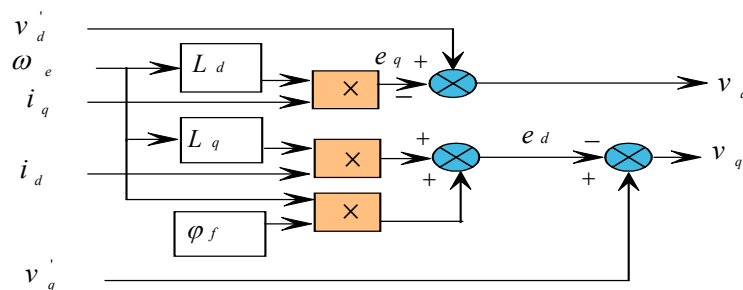 v'd
ωe
Ld
eq
+
×
−
iq
vd
Lq
+
ed
−
×
+
+
vq
id
×
φf
v'q